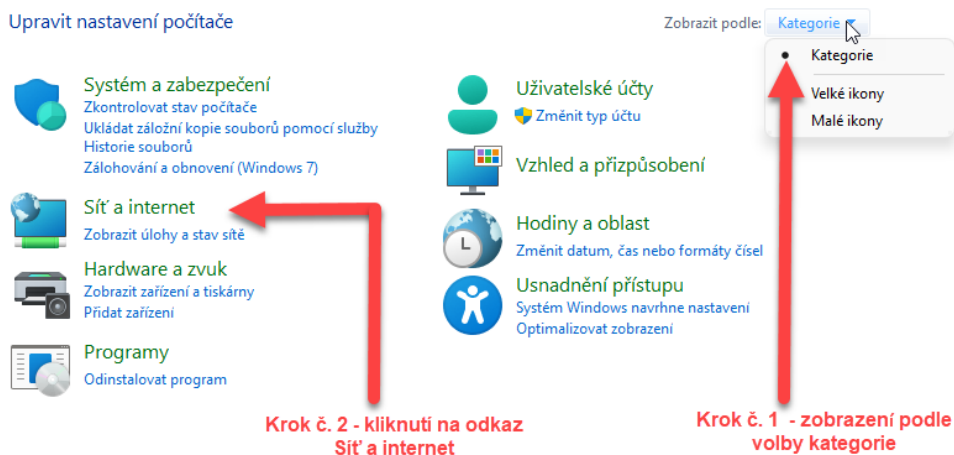 Upravit nastavení počítače
Zobrazit podle: Kategorie
Kategorie
Velké ikony
Malé ikony
Systém a zabezpečení
Zkontrolovat stav počítače
Ukládat záložní kopie souborů pomocí služby
Historie souborů
Zálohování a obnovení (Windows 7)
Síť a internet
Zobrazit úlohy a stav sítě
Hardware a zvuk
Zobrazit zařízení a tiskárny
Přidat zařízení
Programy
Odinstalovat program
Uživatelské účty
Změnit typ účtu
Vzhled a přizpůsobení
Hodiny a oblast
Změnit datum, čas nebo formáty čísel
Usnadnění přístupu
Systém Windows navrhne nastavení
Optimalizovat zobrazení
Krok č. 2 - kliknutí na odkaz
Síť a internet
Krok č. 1 - zobrazení podle
volby kategorie